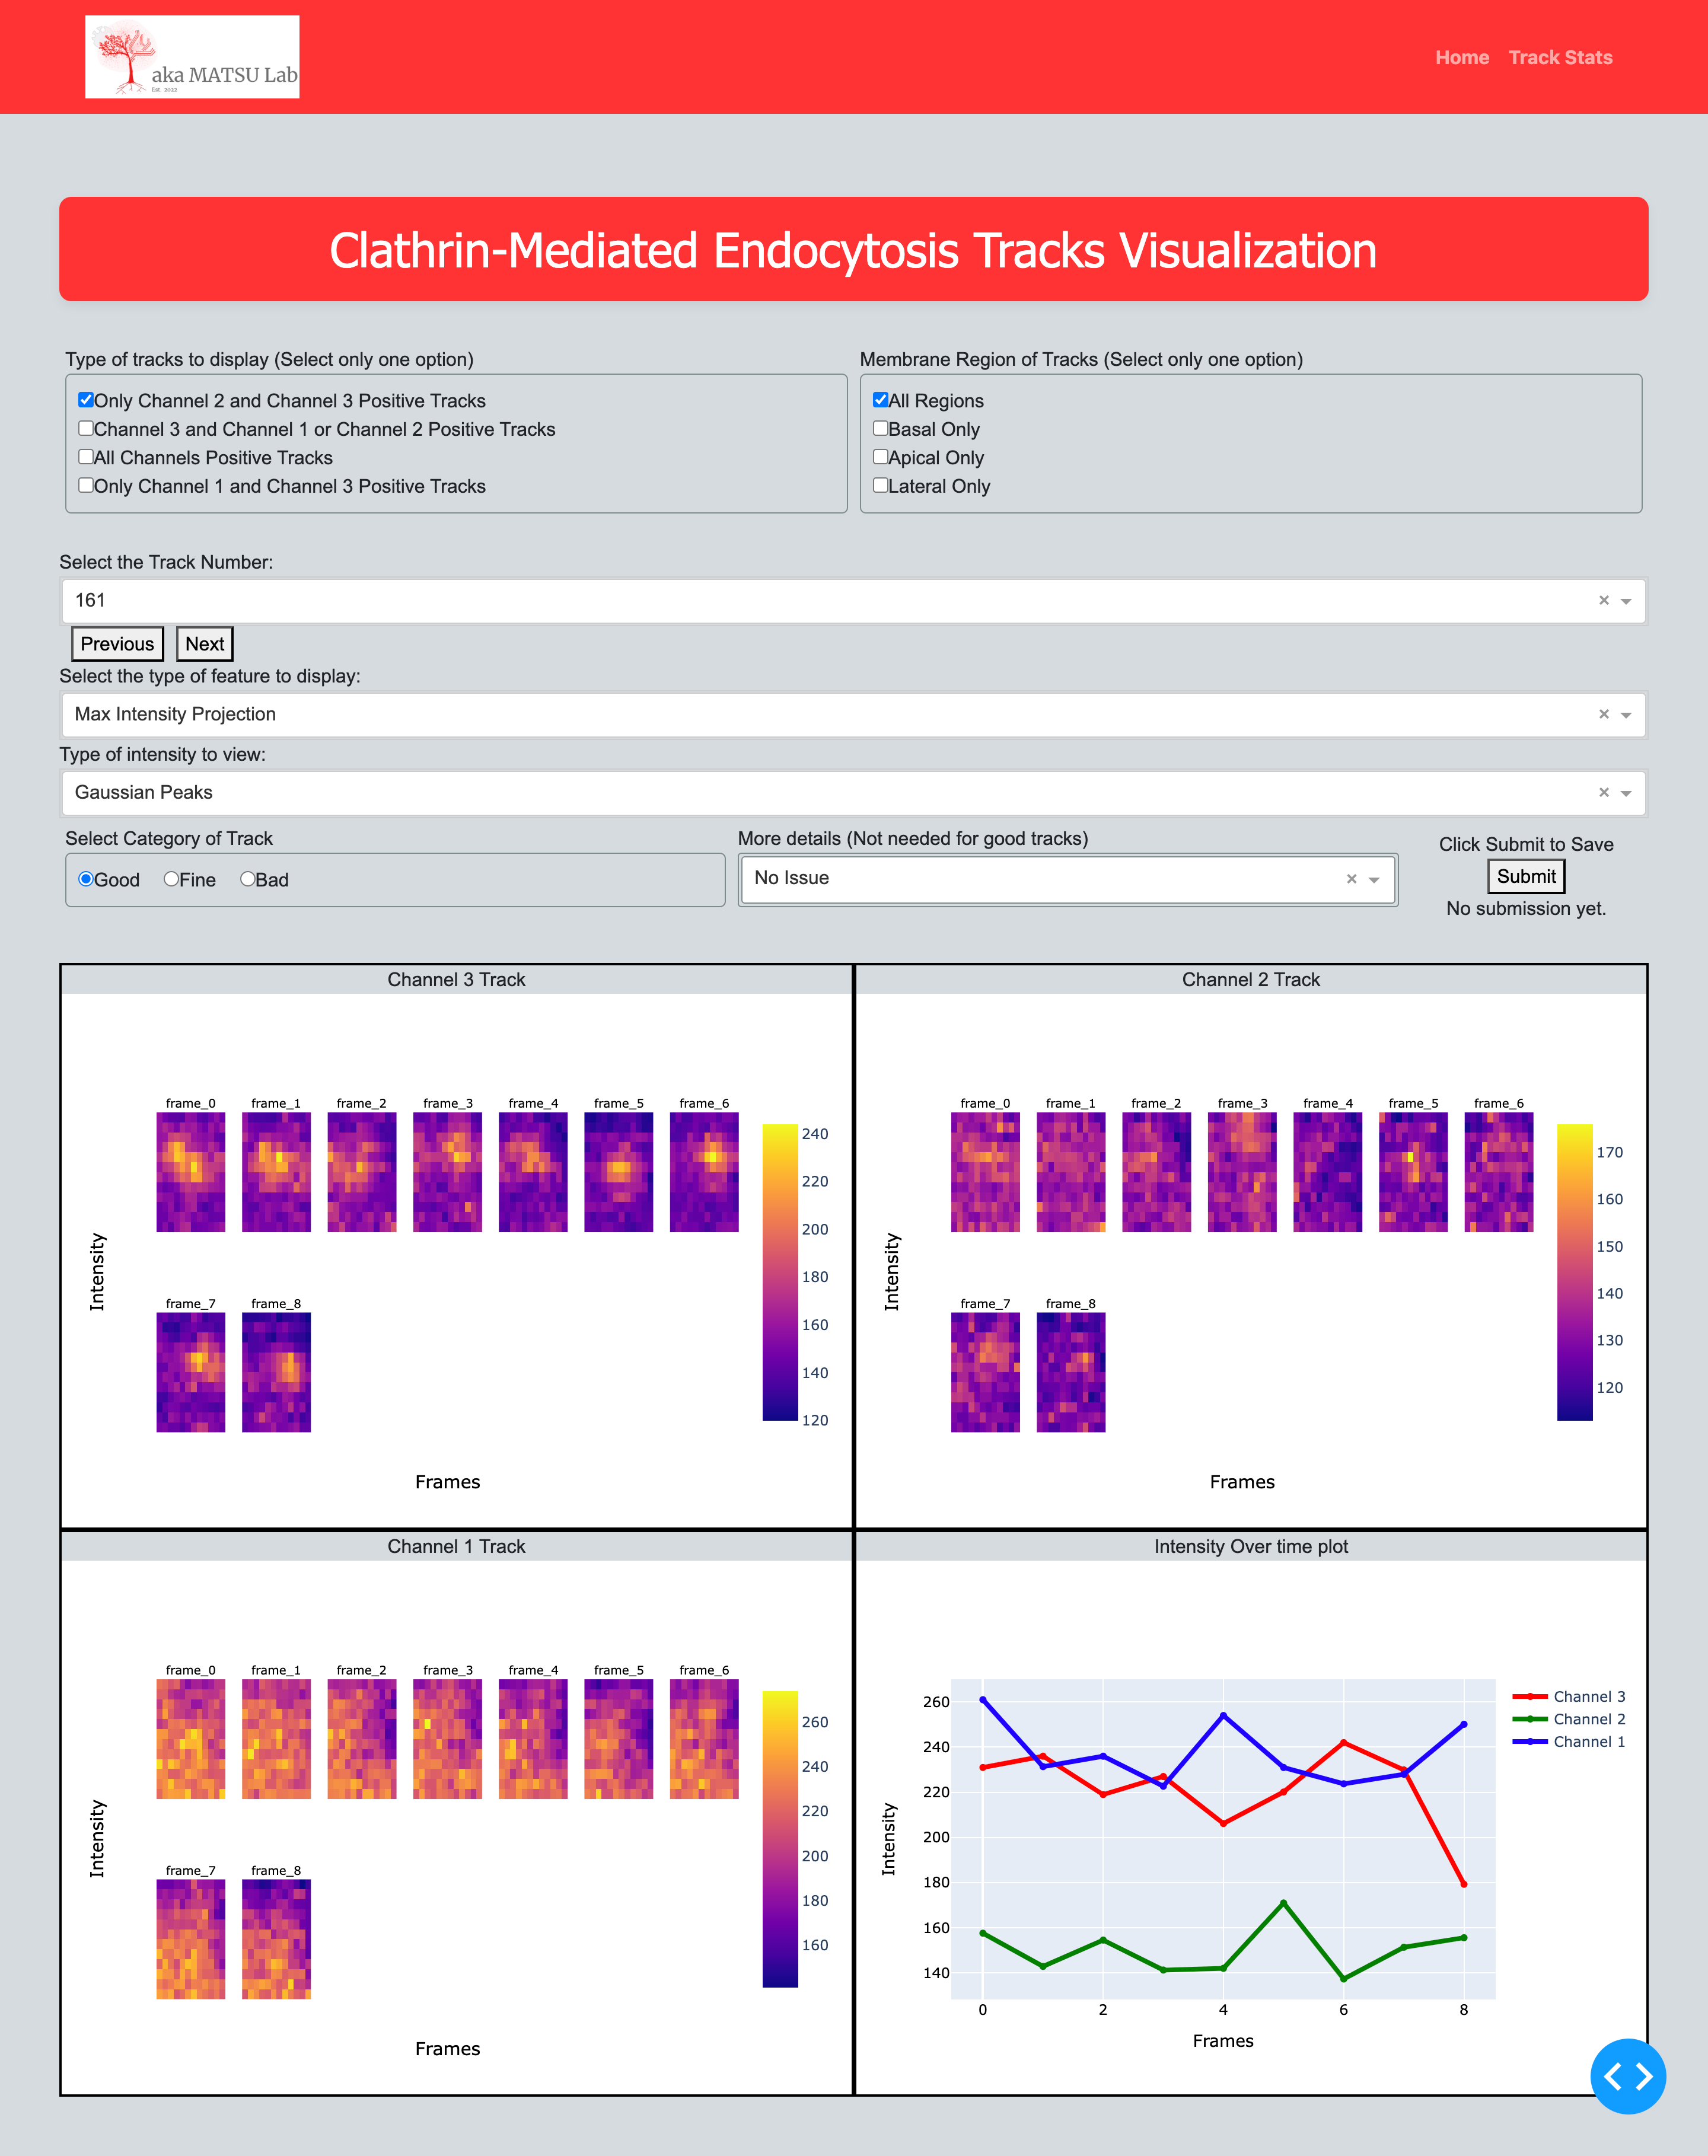 aka MATSU Lab
Est. 2022
Home Track Stats
Clathrin-Mediated Endocytosis Tracks Visualization
Type of tracks to display (Select only one option)
Only Channel 2 and Channel 3 Positive Tracks
Channel 3 and Channel 1 or Channel 2 Positive Tracks
All Channels Positive Tracks
Only Channel 1 and Channel 3 Positive Tracks
Membrane Region of Tracks (Select only one option)
All Regions
Basal Only
Apical Only
Lateral Only
Select the Track Number:
161
Previous Next
Select the type of feature to display:
Max Intensity Projection
Type of intensity to view:
Gaussian Peaks
Select Category of Track
Good Fine Bad
More details (Not needed for good tracks)
No Issue
Click Submit to Save
Submit
No submission yet.
Channel 3 Track
frame_0 frame_1 frame_2 frame_3 frame_4 frame_5 frame_6
frame_7 frame_8
240
220
200
180
160
140
120
Intensity
Frames
Channel 2 Track
frame_0 frame_1 frame_2 frame_3 frame_4 frame_5 frame_6
frame_7 frame_8
170
160
150
140
130
120
Intensity
Frames
Channel 1 Track
frame_0 frame_1 frame_2 frame_3 frame_4 frame_5 frame_6
frame_7 frame_8
260
240
220
200
180
160
Intensity
Frames
Intensity Over time plot
260
240
220
200
180
160
140
0 2 4 6 8
Intensity
Frames
Channel 3
Channel 2
Channel 1